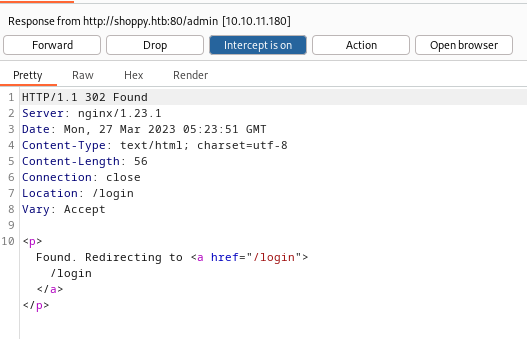 Response from http://shoppy.htb:80/admin [10.10.11.180]
Forward Drop Intercept is on Action Open browser
Pretty Raw Hex Render
1 HTTP/1.1 302 Found
2 Server: nginx/1.23.1
3 Date: Mon, 27 Mar 2023 05:23:51 GMT
4 Content-Type: text/html; charset=utf-8
5 Content-Length: 56
6 Connection: close
7 Location: /login
8 Vary: Accept
9
10 <p>
Found. Redirecting to <a href="/login">
/login
</a>
</p>